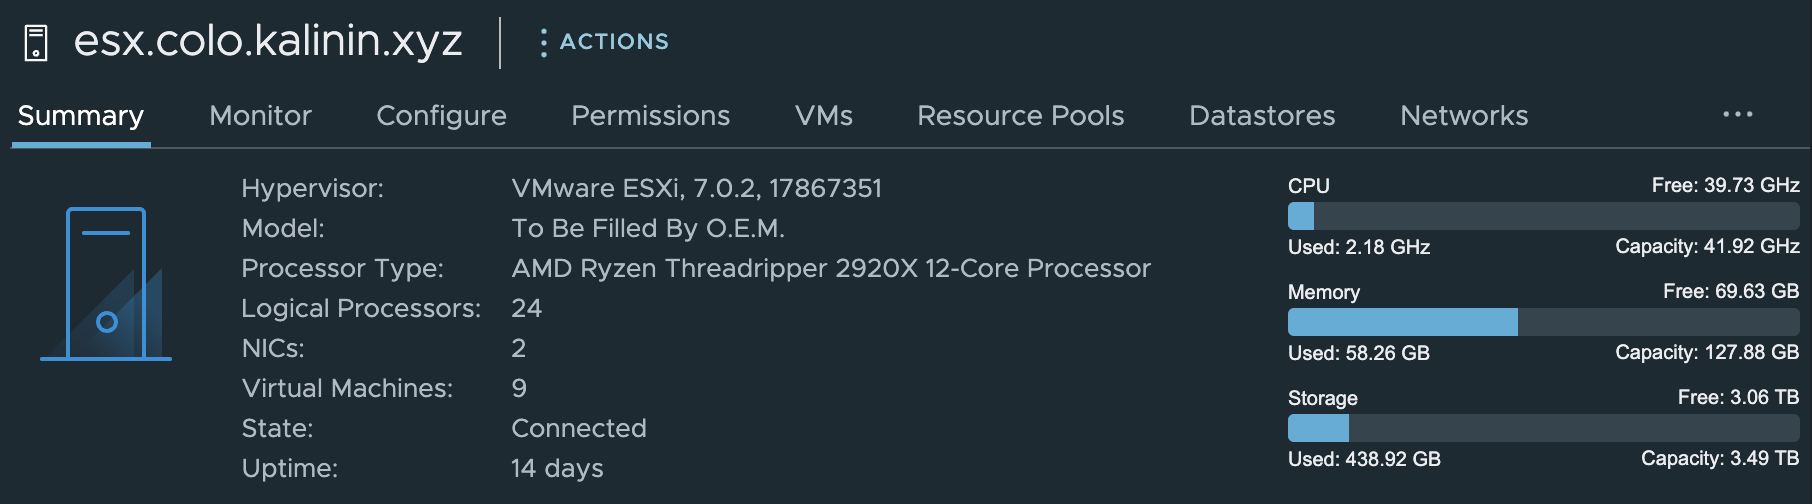 esx.colo.kalinin.xyz
ACTIONS
Summary Monitor Configure Permissions VMs Resource Pools Datastores Networks
Hypervisor: VMware ESXi, 7.0.2, 17867351
Model: To Be Filled By O.E.M.
Processor Type: AMD Ryzen Threadripper 2920X 12-Core Processor
Logical Processors: 24
NICs: 2
Virtual Machines: 9
State: Connected
Uptime: 14 days
CPU Free: 39.73 GHz
Used: 2.18 GHz Capacity: 41.92 GHz
Memory Free: 69.63 GB
Used: 58.26 GB Capacity: 127.88 GB
Storage Free: 3.06 TB
Used: 438.92 GB Capacity: 3.49 TB